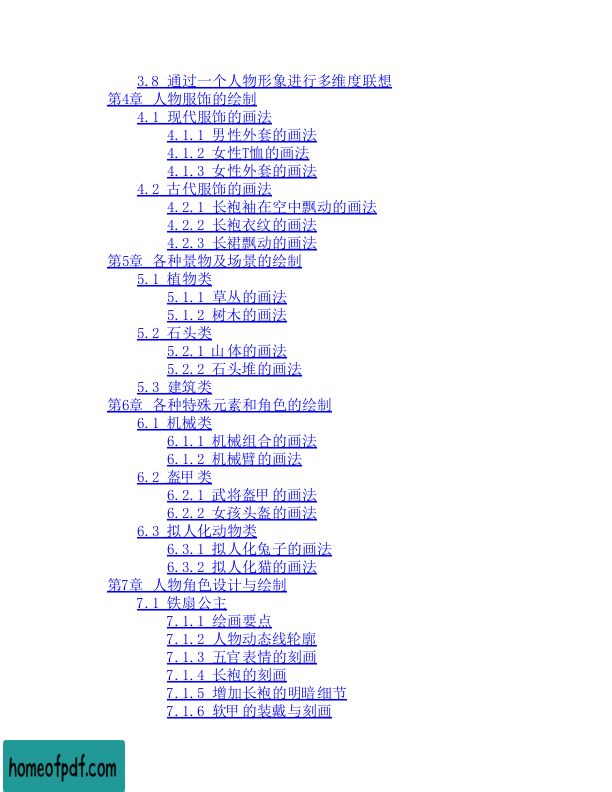 3.8 通过一个人物形象进行多维度联想
第4章 人物服饰的绘制
4.1 现代服饰的画法
4.1.1 男性外套的画法
4.1.2 女性T恤的画法
4.1.3 女性外套的画法
4.2 古代服饰的画法
4.2.1 长袍袖在空中飘动的画法
4.2.2 长袍衣纹的画法
4.2.3 长裙飘动的画法
第5章 各种景物及场景的绘制
5.1 植物类
5.1.1 草丛的画法
5.1.2 树木的画法
5.2 石头类
5.2.1 山体的画法
5.2.2 石头堆的画法
5.3 建筑类
第6章 各种特殊元素和角色的绘制
6.1 机械类
6.1.1 机械组合的画法
6.1.2 机械臂的画法
6.2 盔甲类
6.2.1 武将盔甲的画法
6.2.2 女孩头盔的画法
6.3 拟人化动物类
6.3.1 拟人化兔子的画法
6.3.2 拟人化猫的画法
第7章 人物角色设计与绘制
7.1 铁扇公主
7.1.1 绘画要点
7.1.2 人物动态线轮廓
7.1.3 五官表情的刻画
7.1.4 长袍的刻画
7.1.5 增加长袍的明暗细节
7.1.6 软甲的装戴与刻画
homeofpdf.com